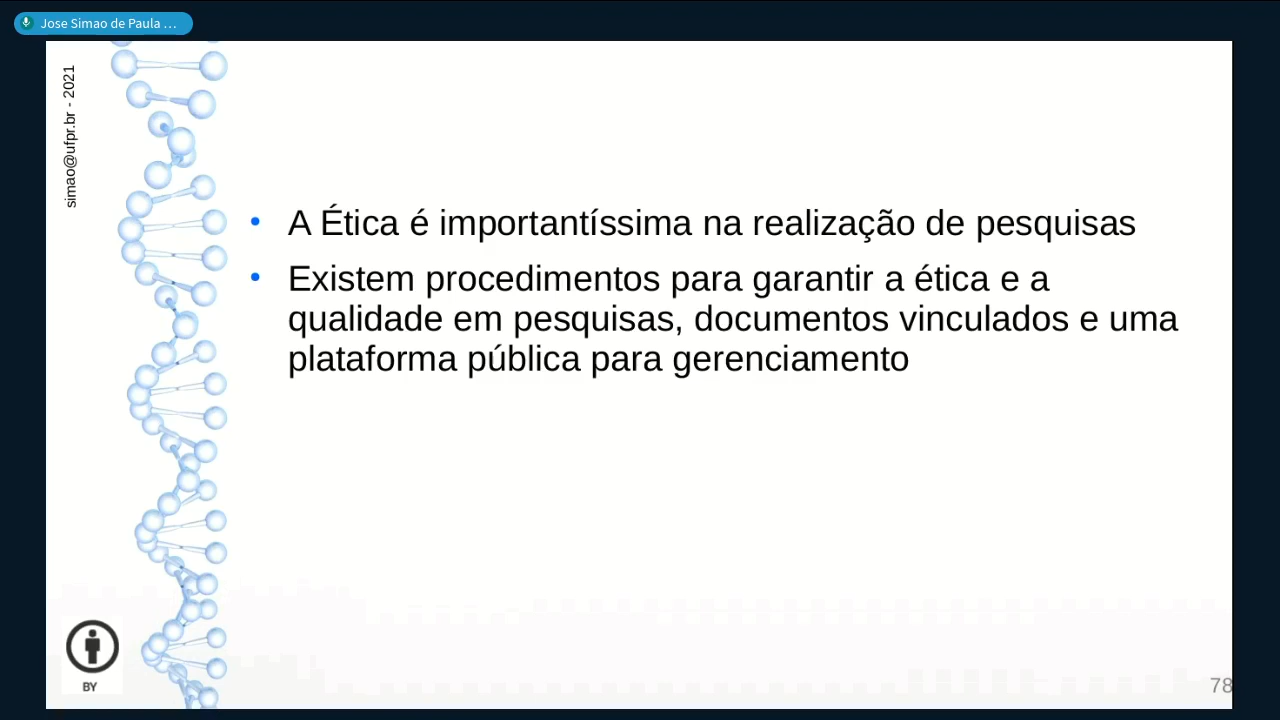 Jose Simao de Paula ...
simao@ufpr.br - 2021
• A Ética é importantíssima na realização de pesquisas
• Existem procedimentos para garantir a ética e a
qualidade em pesquisas, documentos vinculados e uma
plataforma pública para gerenciamento
BY
78